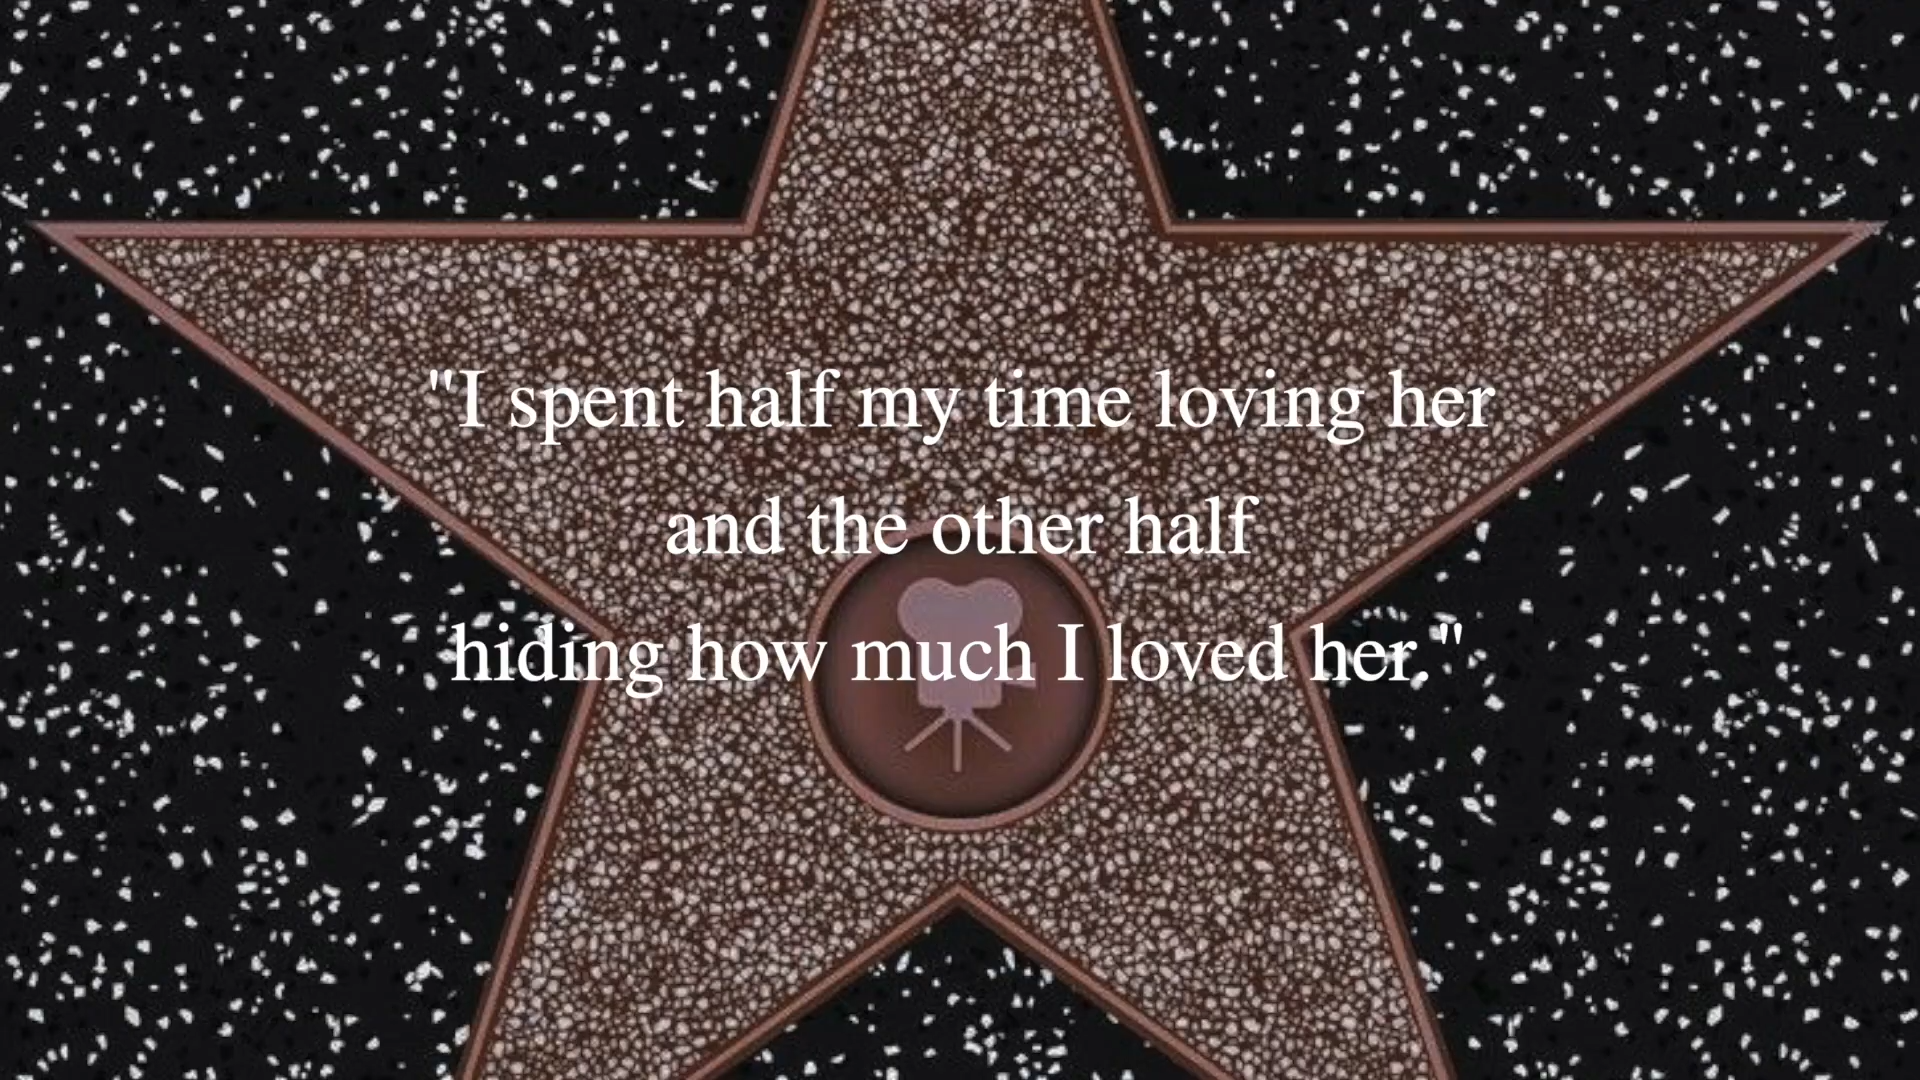 "I spent half my time loving her
and the other half
hiding how much I loved her."